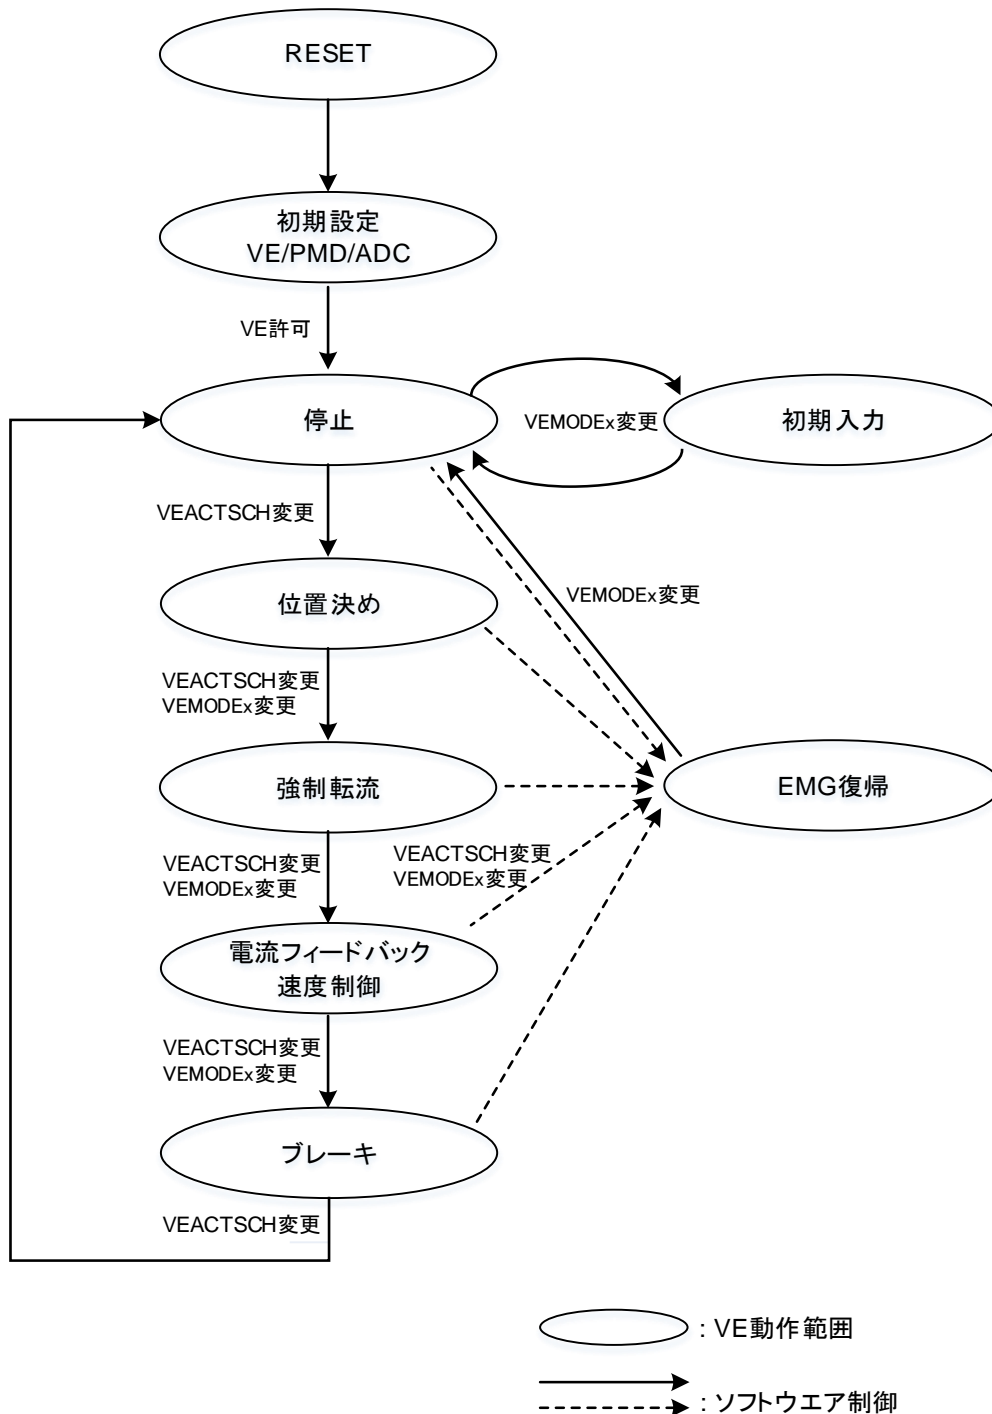 RESET
初期設定
VE/PMD/ADC
VE許可
停止
VEMODEx変更
初期入力
VEACTSCH変更
VEMODEx変更
位置決め
VEACTSCH変更
VEMODEx変更
強制転流
EMG復帰
VEACTSCH変更
VEMODEx変更
VEACTSCH変更
VEMODEx変更
電流フィードバック
速度制御
VEACTSCH変更
VEMODEx変更
ブレーキ
VEACTSCH変更
: VE動作範囲
: ソフトウエア制御